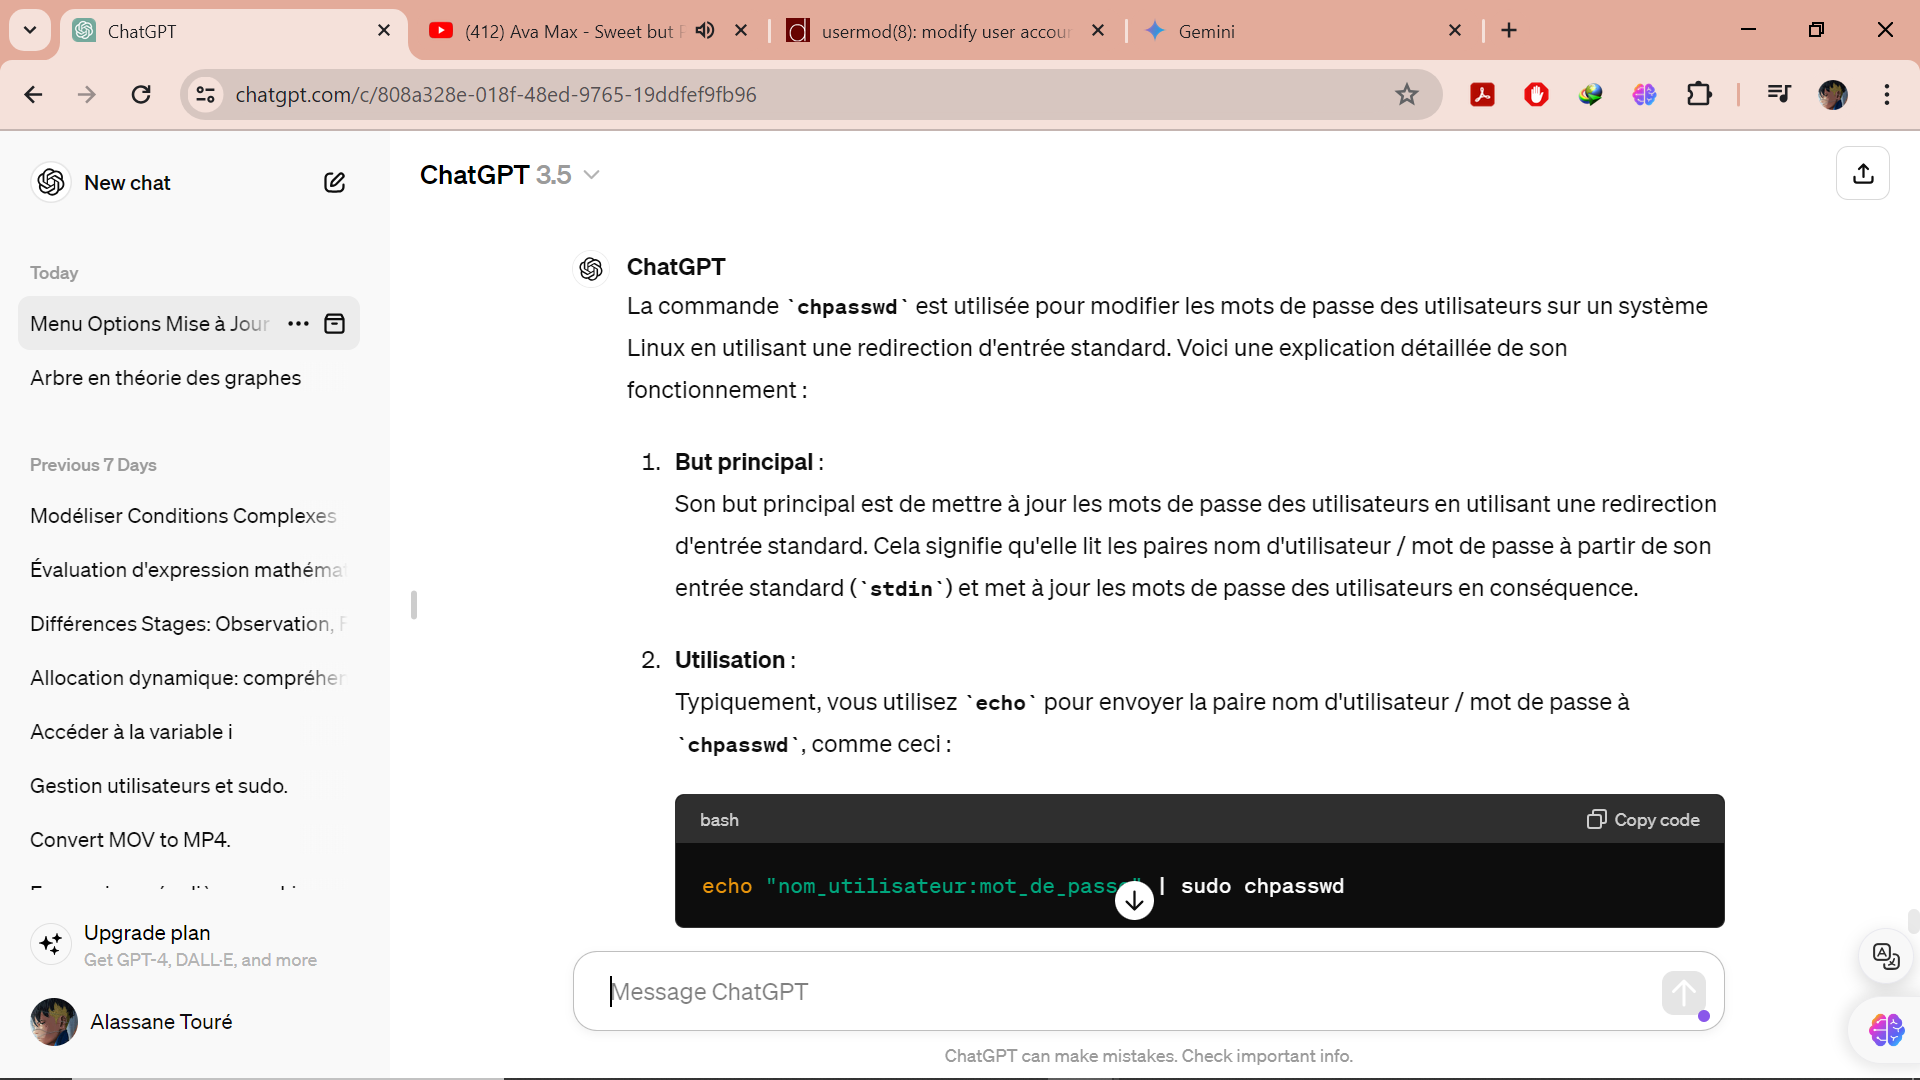 ChatGPT
(412) Ava Max - Sweet but
usermod(8): modify user accoun
Gemini
chatgpt.com/c/808a328e-018f-48ed-9765-19ddfef9fb96
New chat
Today
Menu Options Mise à Jour
Arbre en théorie des graphes
Previous 7 Days
Modéliser Conditions Complexes
Évaluation d'expression mathéma
Différences Stages: Observation,
Allocation dynamique: compréhen
Accéder à la variable i
Gestion utilisateurs et sudo.
Convert MOV to MP4.
Upgrade plan
Get GPT-4, DALL·E, and more
Alassane Touré
ChatGPT 3.5
ChatGPT
La commande `chpasswd` est utilisée pour modifier les mots de passe des utilisateurs sur un système
Linux en utilisant une redirection d'entrée standard. Voici une explication détaillée de son
fonctionnement :
1. But principal :
Son but principal est de mettre à jour les mots de passe des utilisateurs en utilisant une redirection
d'entrée standard. Cela signifie qu'elle lit les paires nom d'utilisateur / mot de passe à partir de son
entrée standard (`stdin`) et met à jour les mots de passe des utilisateurs en conséquence.
2. Utilisation :
Typiquement, vous utilisez `echo` pour envoyer la paire nom d'utilisateur / mot de passe à
`chpasswd`, comme ceci :
bash
Copy code
echo "nom_utilisateur:mot_de_passe" | sudo chpasswd
Message ChatGPT
ChatGPT can make mistakes. Check important info.